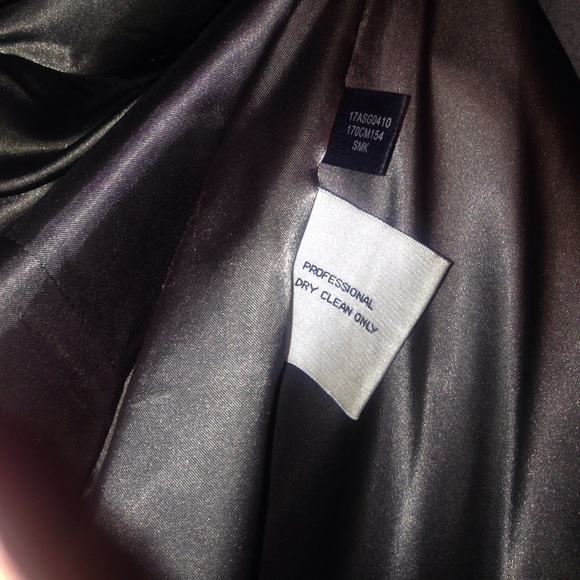 17ASG0410
170CM154
SMK
PROFESSIONAL
DRY CLEAN ONLY